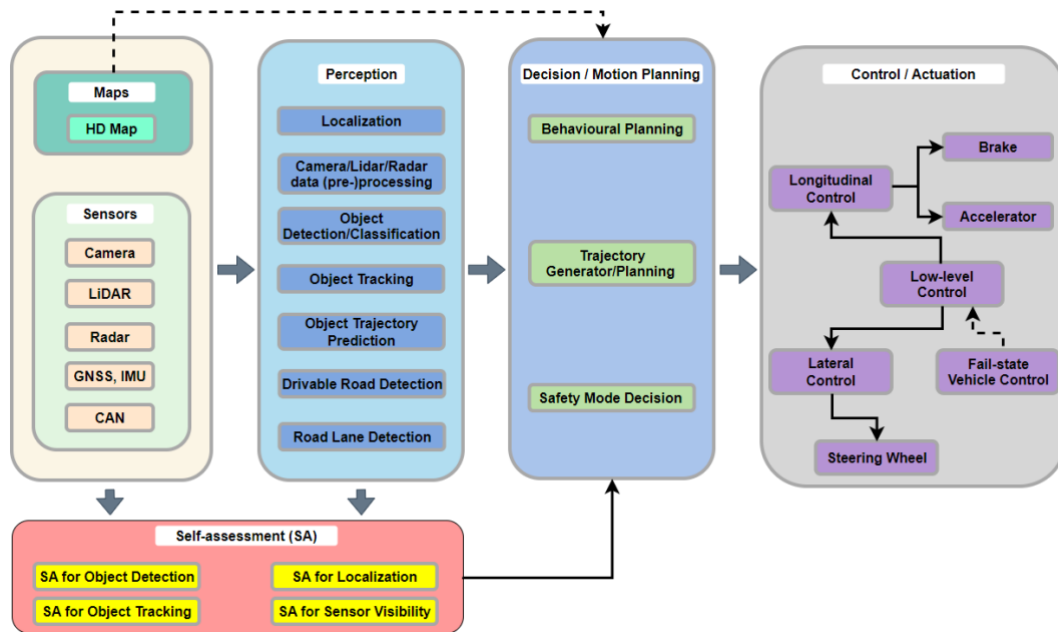 Maps
HD Map
Sensors
Camera
LiDAR
Radar
GNSS, IMU
CAN
Perception
Localization
Camera/Lidar/Radar
data (pre-)processing
Object
Detection/Classification
Object Tracking
Object Trajectory
Prediction
Drivable Road Detection
Road Lane Detection
Decision / Motion Planning
Behavioural Planning
Trajectory
Generator/Planning
Safety Mode Decision
Control / Actuation
Brake
Longitudinal
Control
Accelerator
Low-level
Control
Lateral
Control
Fail-state
Vehicle Control
Steering Wheel
Self-assessment (SA)
SA for Object Detection
SA for Localization
SA for Object Tracking
SA for Sensor Visibility